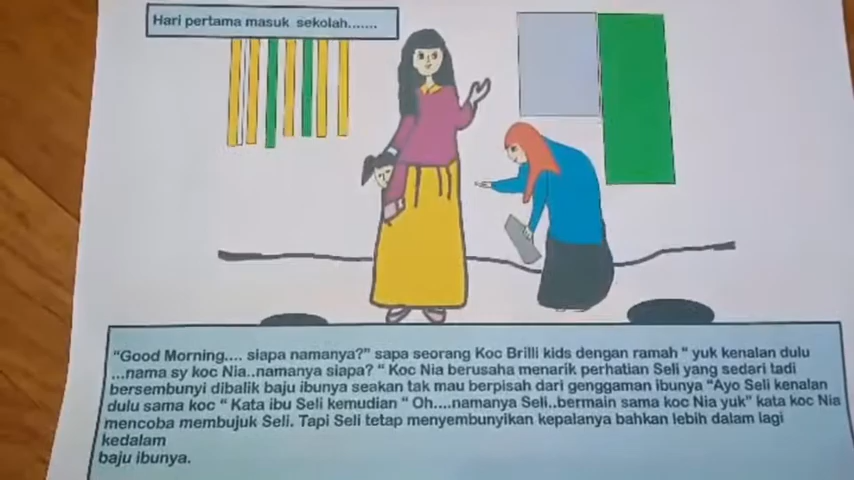 Hari pertama masuk sekolah.......
"Good Morning.... siapa namanya?" sapa seorang Koc Brilli kids dengan ramah " yuk kenalan dulu
...nama sy koc Nia..namanya siapa? " Koc Nia berusaha menarik perhatian Seli yang sedari tadi
bersembunyi dibalik baju ibunya seakan tak mau berpisah dari genggaman ibunya "Ayo Seli kenalan
dulu sama koc " Kata ibu Seli kemudian " Oh....namanya Seli..bermain sama koc Nia yuk" kata koc Nia
mencoba membujuk Seli. Tapi Seli tetap menyembunyikan kepalanya bahkan lebih dalam lagi
kedalam
baju ibunya.